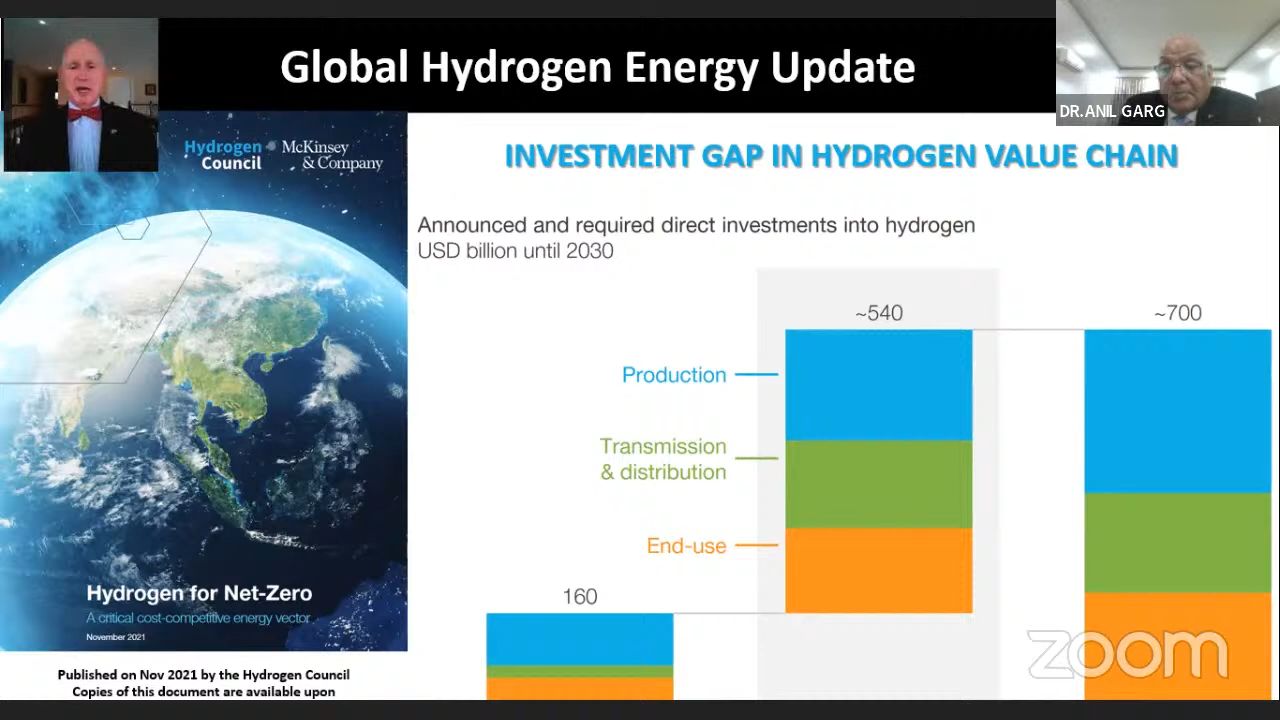 Global Hydrogen Energy Update
DR.ANIL GARG
Hydrogen
Council
McKinsey
& Company
INVESTMENT GAP IN HYDROGEN VALUE CHAIN
Announced and required direct investments into hydrogen
USD billion until 2030
~540
~700
Production
Transmission
& distribution
End-use
160
Hydrogen for Net-Zero
A critical cost-competitive energy vector
November 2021
zoom
Published on Nov 2021 by the Hydrogen Council
Copies of this document are available upon